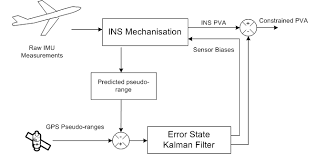 INS Mechanisation
INS PVA
Constrained PVA
Raw IMU
Measurements
Sensor Biases
Predicted pseudo-
range
GPS Pseudo-ranges
Error State
Kalman Filter